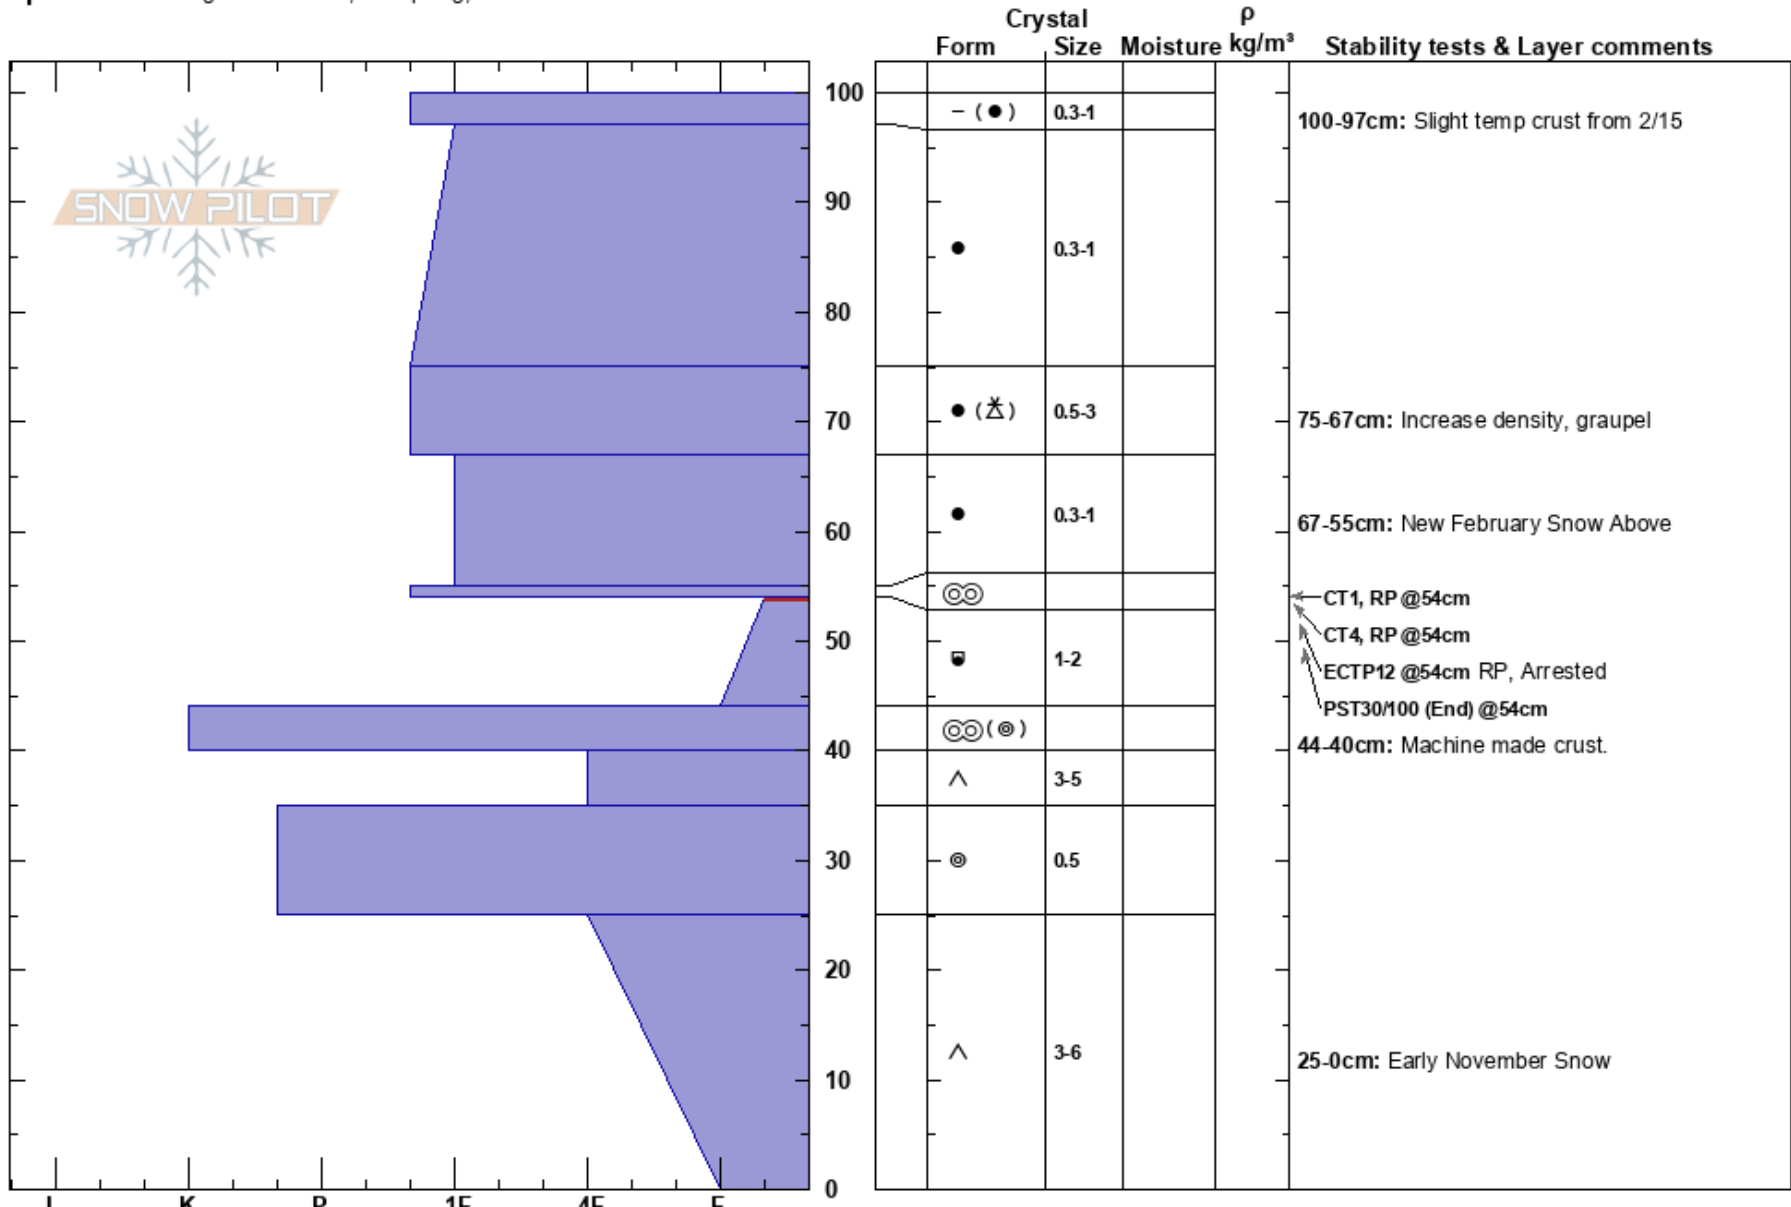 Crystal
ρ
Form Size Moisture kg/m³ Stability tests & Layer comments
SNOW PILOT
100
– (●) 0.3-1
100-97cm: Slight temp crust from 2/15
90
● 0.3-1
80
● 0.5-3
70
75-67cm: Increase density, graupel
● 0.3-1
67-55cm: New February Snow Above
60
CT1, RP @54cm
CT4, RP @54cm
50
1-2
ECTP12 @54cm RP, Arrested
PST30/100 (End) @54cm
44-40cm: Machine made crust.
40
3-5
30
0.5
20
3-6
25-0cm: Early November Snow
10
0
I K P 1F 4F F